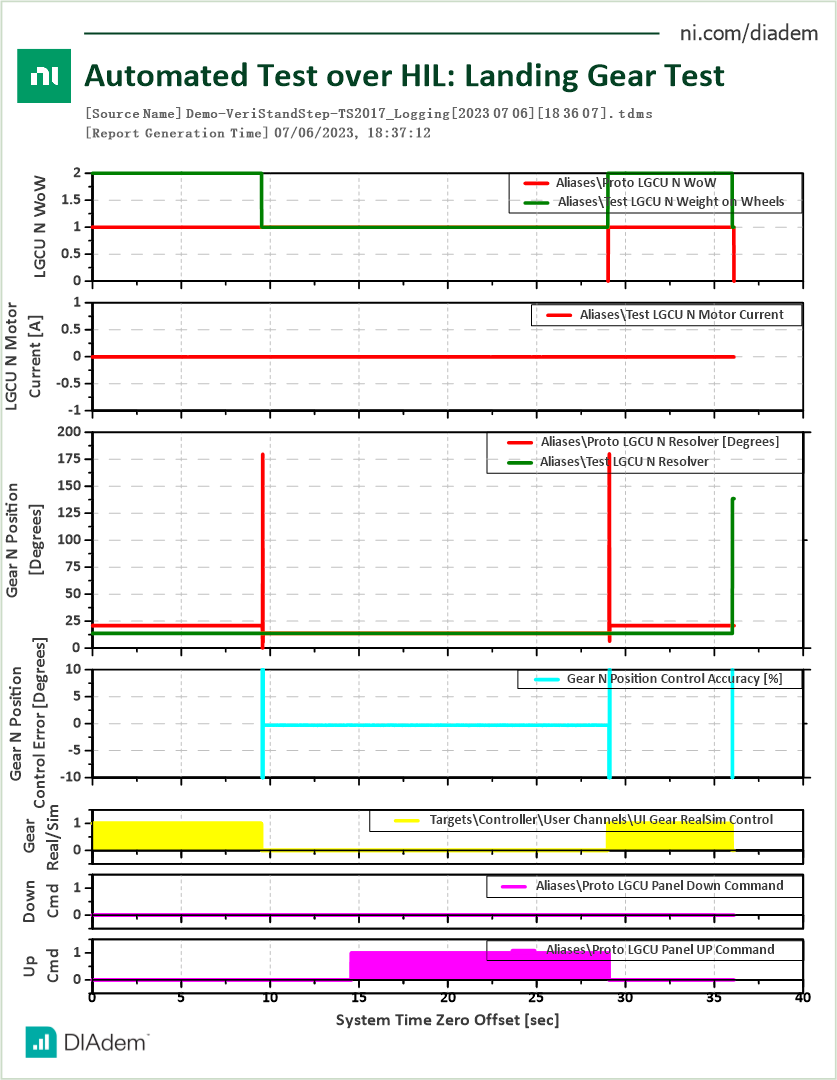 ni.com/diadem
ni
Automated Test over HIL: Landing Gear Test
[Source Name] Demo-VeriStandStep-TS2017_Logging[2023 07 06][18 36 07].tdms
[Report Generation Time] 07/06/2023, 18:37:12
LGCU N WoW
2
1.5
1
0.5
0
Aliases\Proto LGCU N WoW
Aliases\Test LGCU N Weight on Wheels
LGCU N Motor
Current [A]
1
0.5
0
-0.5
-1
Aliases\Test LGCU N Motor Current
Gear N Position
[Degrees]
200
175
150
125
100
75
50
25
0
Aliases\Proto LGCU N Resolver [Degrees]
Aliases\Test LGCU N Resolver
Gear N Position
Control Error [Degrees]
10
5
0
-5
-10
Gear N Position Control Accuracy [%]
Gear
Real/Sim
1
0
Targets\Controller\User Channels\UI Gear RealSim Control
Down
Cmd
1
0
Aliases\Proto LGCU Panel Down Command
Up
Cmd
1
0
Aliases\Proto LGCU Panel UP Command
0 5 10 15 20 25 30 35 40
System Time Zero Offset [sec]
DIAdem™